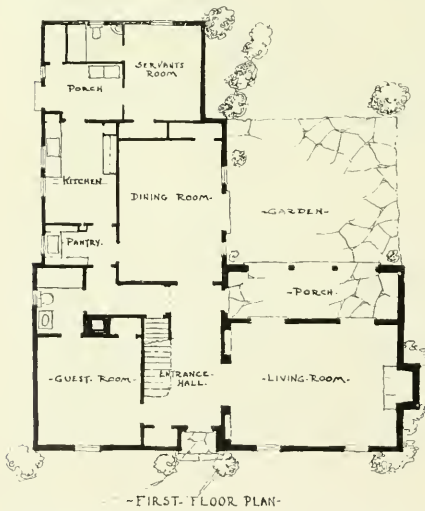 SERVANTS
ROOM
PORCH
KITCHEN
DINING ROOM-
-GARDEN-
PANTRY-
-PORCH-
-GUEST-ROOM-
ENTRANCE
HALL-
-LIVING-ROOM-
-FIRST-FLOOR PLAN-